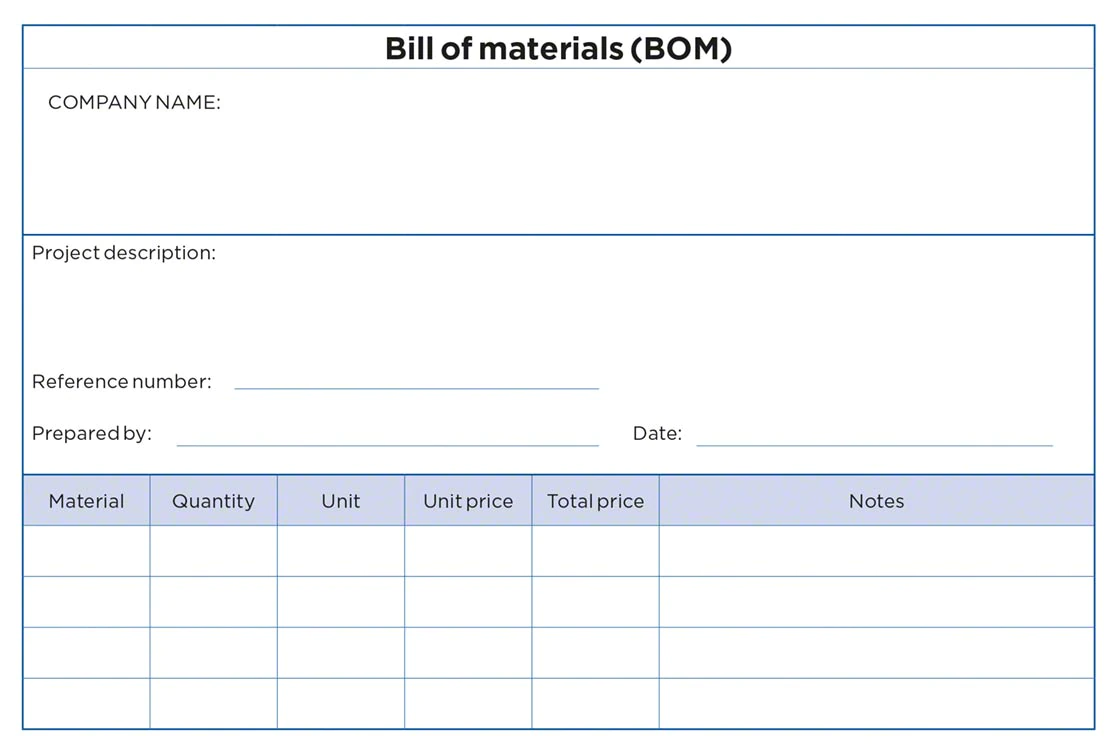 Bill of materials (BOM)
COMPANY NAME:
Project description:
Reference number:
Prepared by: Date:
Material Quantity Unit Unit price Total price Notes